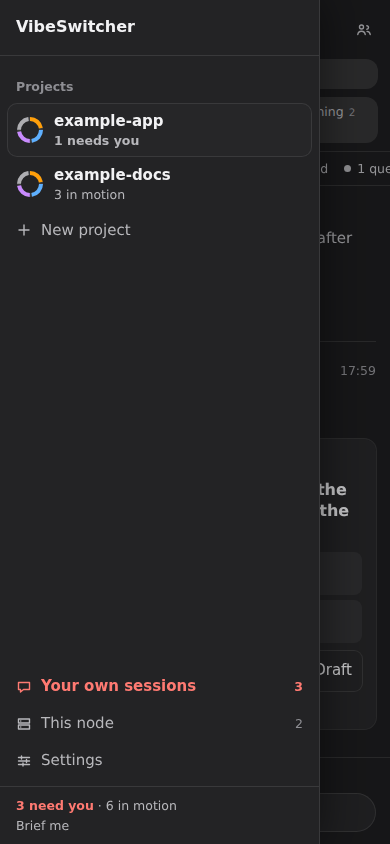 VibeSwitcher
Projects
example-app
1 needs you
example-docs
3 in motion
New project
Your own sessions 3
This node 2
Settings
3 need you · 6 in motion
Brief me
2
1
after
17:59
the
the
Draft